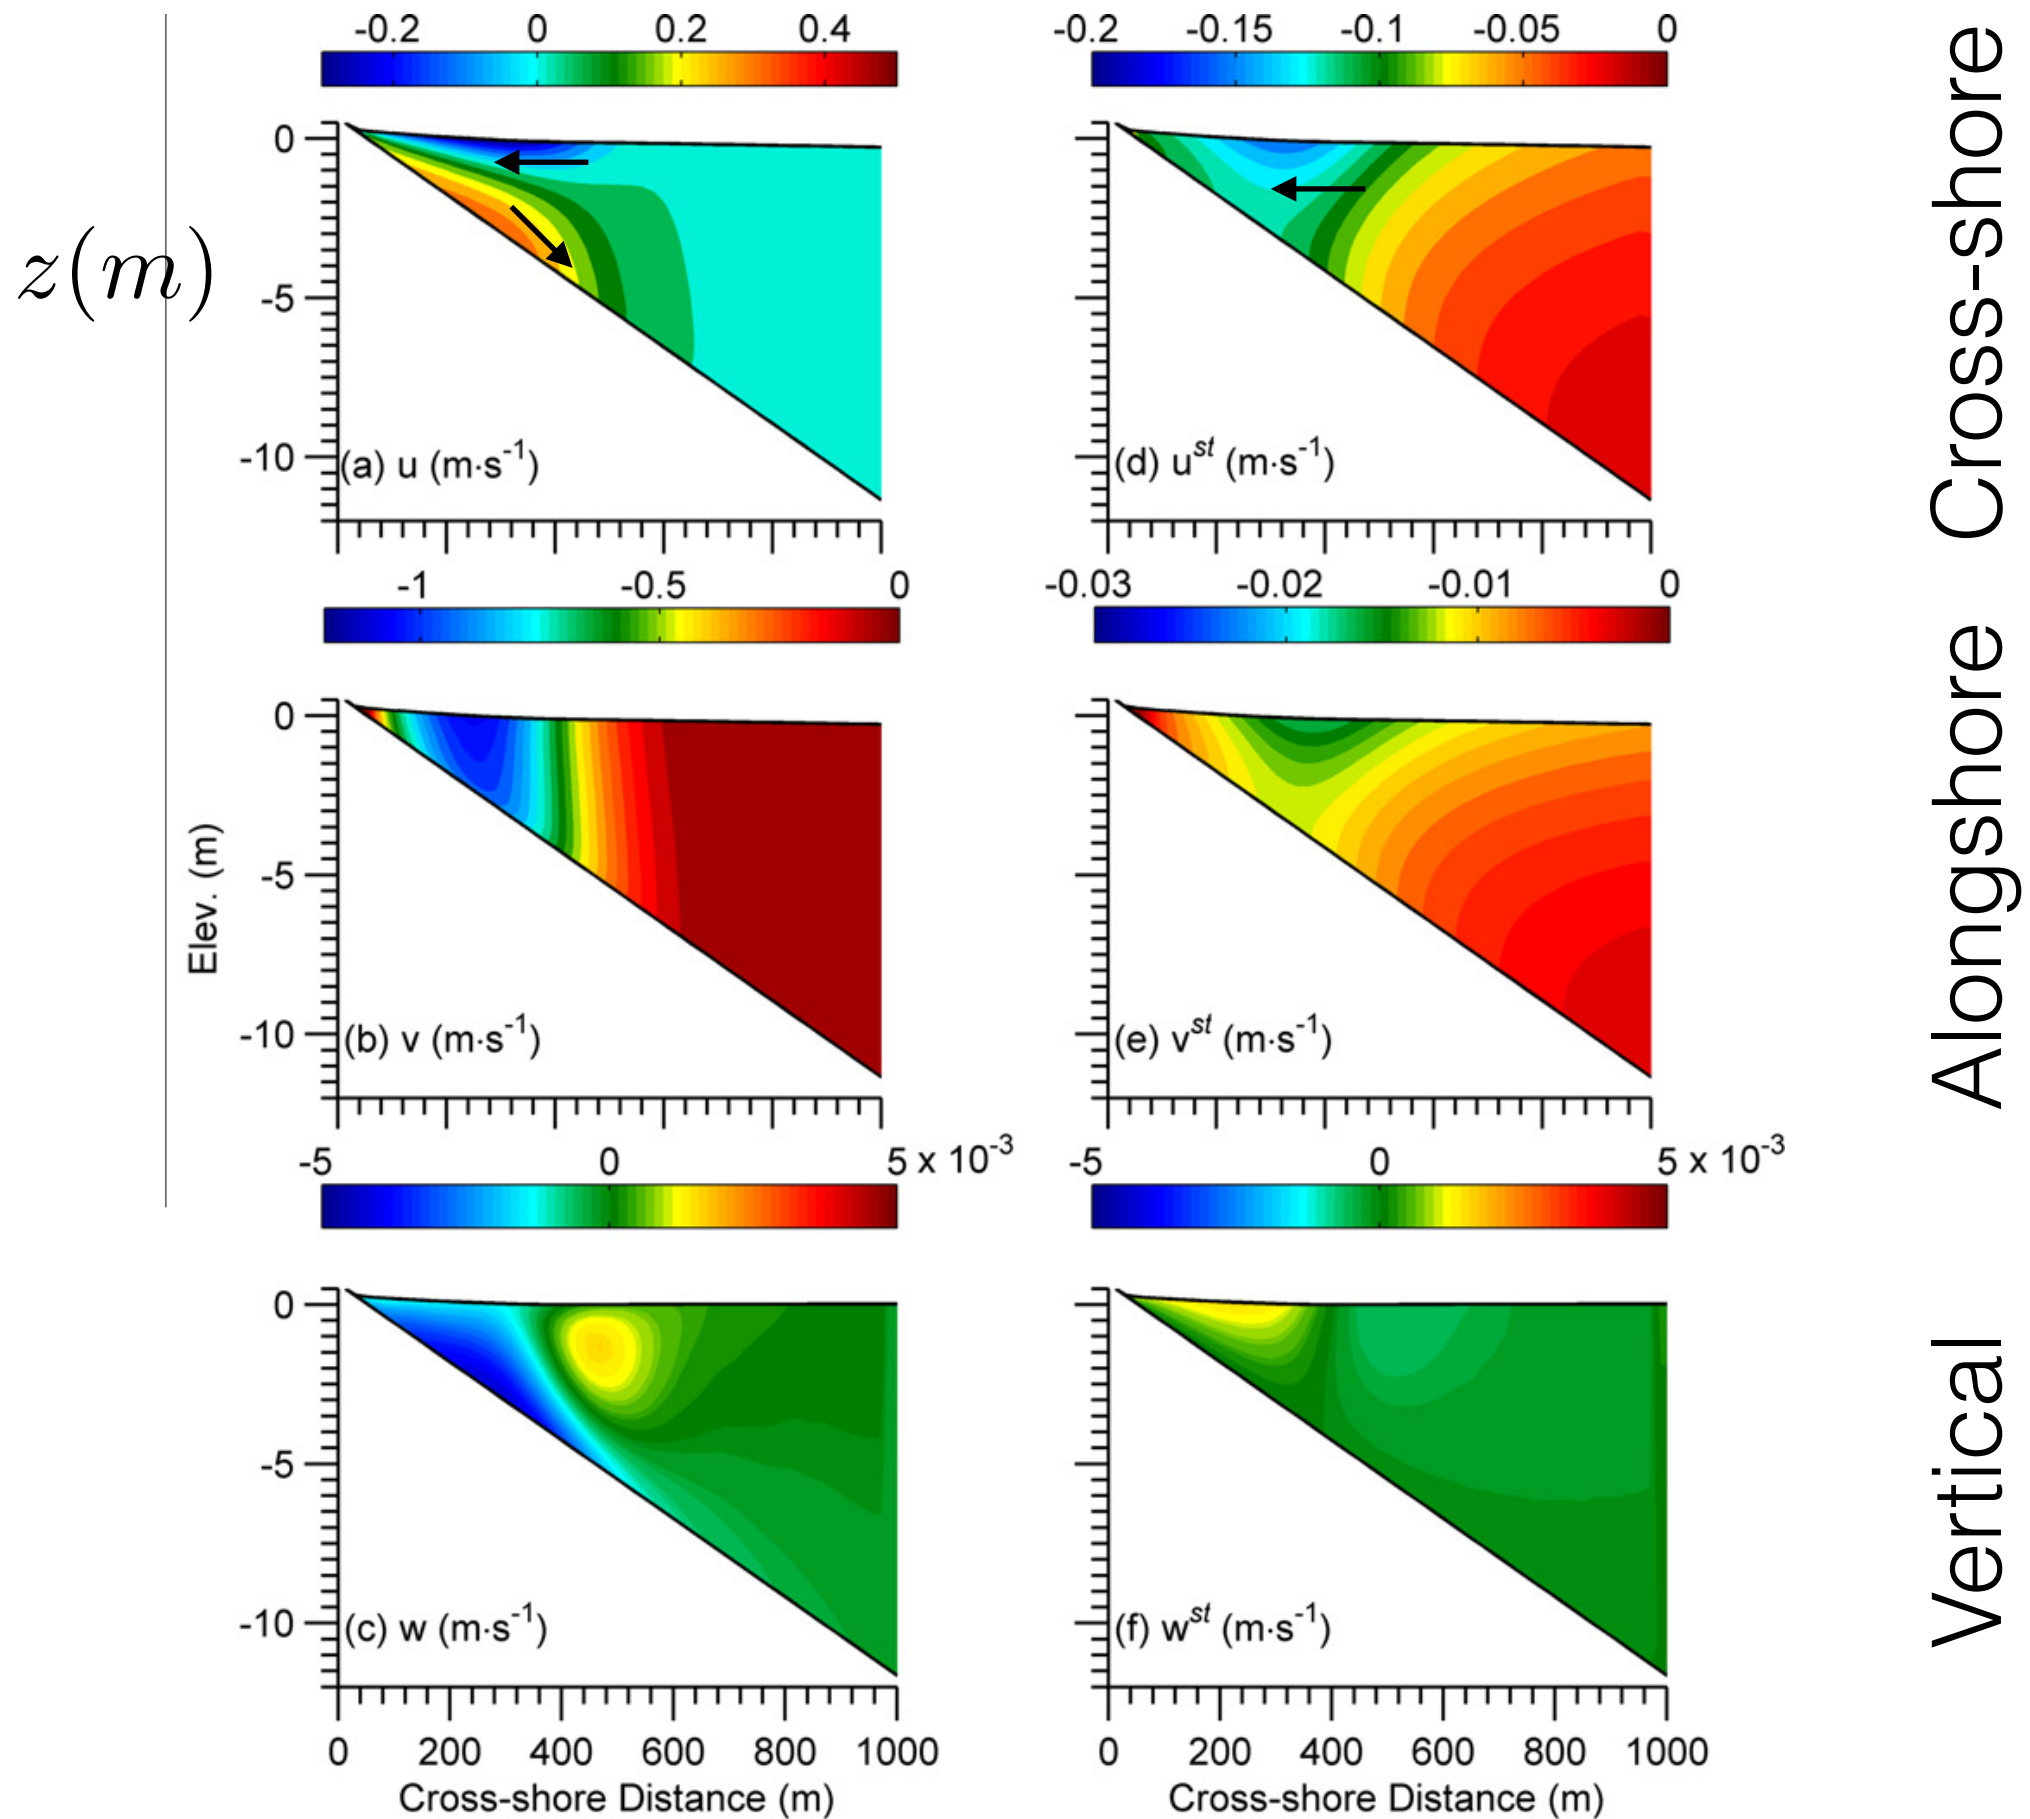 -0.2 0 0.2 0.4
-0.2 -0.15 -0.1 -0.05 0
0
-5
-10
z(m)
(a) u (m·s⁻¹)
(d) uˢᵗ (m·s⁻¹)
Cross-shore
-1 -0.5 0
-0.03 -0.02 -0.01 0
0
-5
-10
Elev. (m)
(b) v (m·s⁻¹)
(e) vˢᵗ (m·s⁻¹)
Alongshore
-5 0 5 x 10⁻³
-5 0 5 x 10⁻³
0
-5
-10
(c) w (m·s⁻¹)
(f) wˢᵗ (m·s⁻¹)
Vertical
0 200 400 600 800 1000
0 200 400 600 800 1000
Cross-shore Distance (m)
Cross-shore Distance (m)